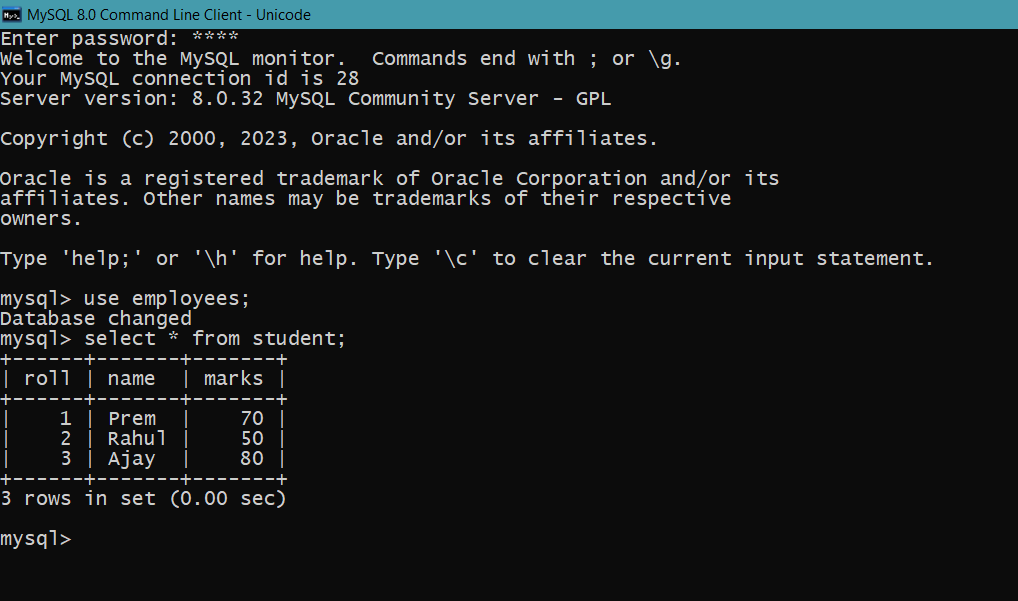 MySQL 8.0 Command Line Client - Unicode
Enter password: ****
Welcome to the MySQL monitor.  Commands end with ; or \g.
Your MySQL connection id is 28
Server version: 8.0.32 MySQL Community Server - GPL

Copyright (c) 2000, 2023, Oracle and/or its affiliates.

Oracle is a registered trademark of Oracle Corporation and/or its
affiliates. Other names may be trademarks of their respective
owners.

Type 'help;' or '\h' for help. Type '\c' to clear the current input statement.

mysql> use employees;
Database changed
mysql> select * from student;
+------+-------+-------+
| roll | name  | marks |
+------+-------+-------+
|    1 | Prem  |    70 |
|    2 | Rahul |    50 |
|    3 | Ajay  |    80 |
+------+-------+-------+
3 rows in set (0.00 sec)

mysql>